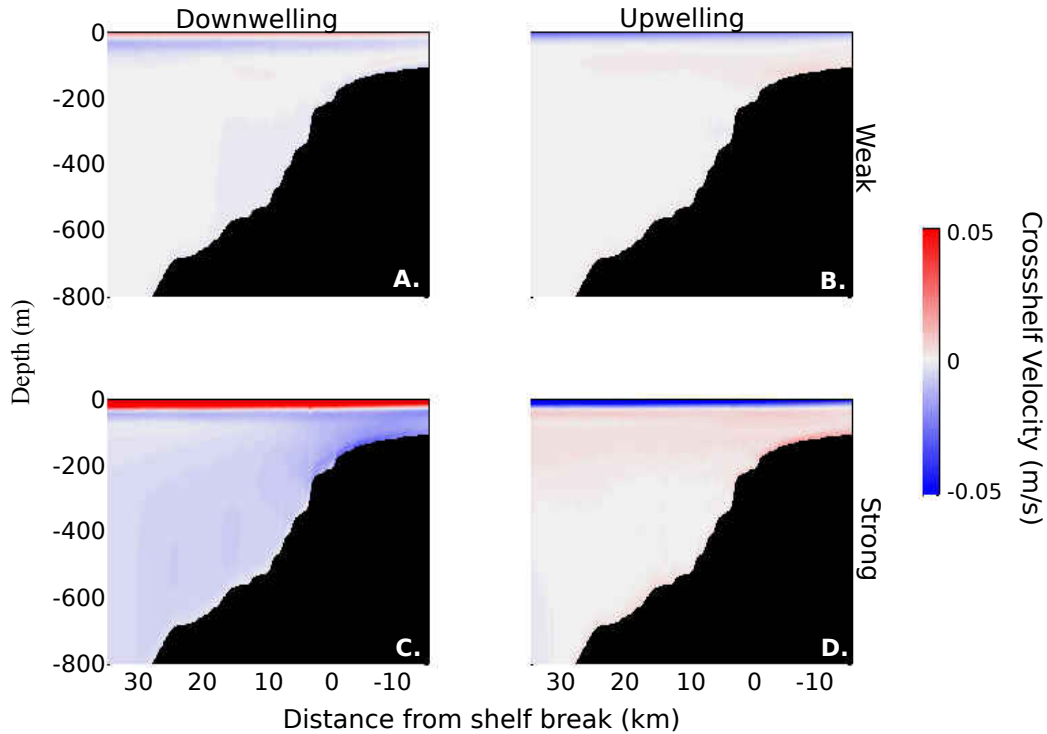 Downwelling
Upwelling
0
-200
-400
-600
-800
A.
B.
Weak
Depth (m)
0
-200
-400
-600
-800
C.
D.
Strong
30 20 10 0 -10
30 20 10 0 -10
Distance from shelf break (km)
0.05
0
-0.05
Crossshelf Velocity (m/s)